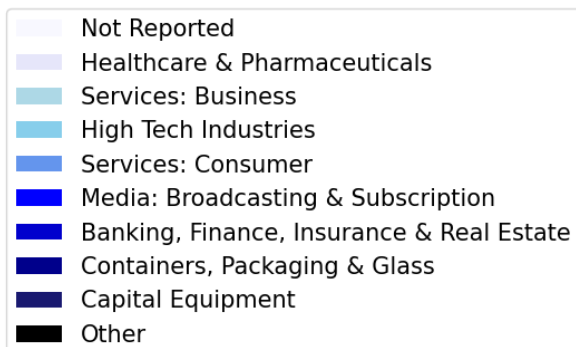 Not Reported
Healthcare & Pharmaceuticals
Services: Business
High Tech Industries
Services: Consumer
Media: Broadcasting & Subscription
Banking, Finance, Insurance & Real Estate
Containers, Packaging & Glass
Capital Equipment
Other